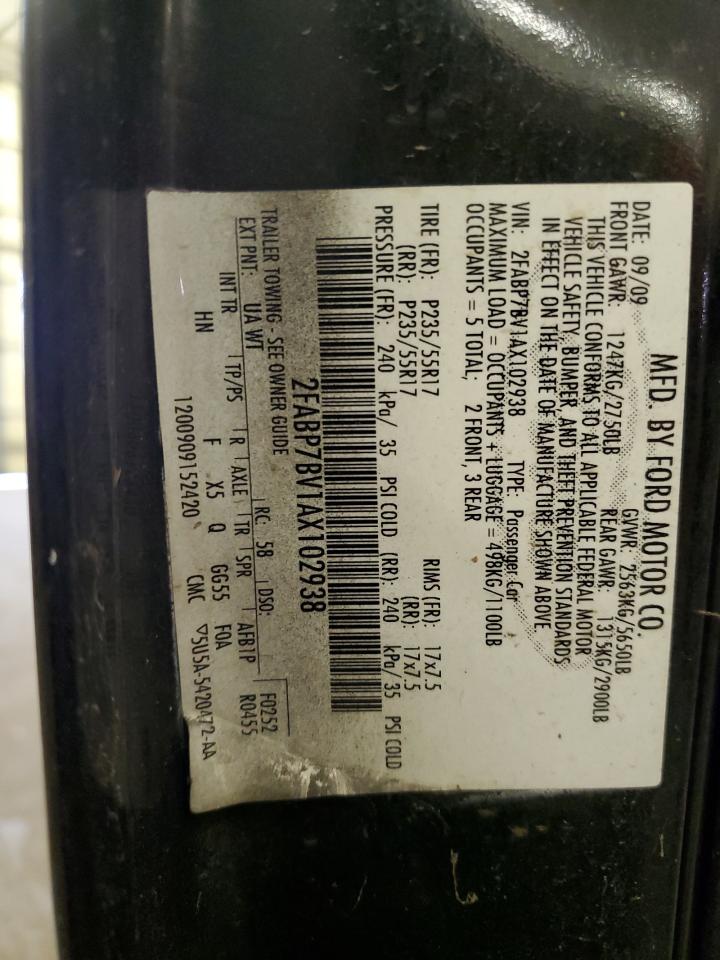 MFD. BY FORD MOTOR CO.
DATE: 09/09 GVWR: 2563KG/5650LB
FRONT GAWR: 1247KG/2750LB REAR GAWR: 1315KG/2900LB
THIS VEHICLE CONFORMS TO ALL APPLICABLE FEDERAL MOTOR
VEHICLE SAFETY, BUMPER, AND THEFT PREVENTION STANDARDS
IN EFFECT ON THE DATE OF MANUFACTURE SHOWN ABOVE
VIN: 2FABP7BV1AX102938 TYPE: Passenger Car
MAXIMUM LOAD = OCCUPANTS + LUGGAGE = 498KG/1100LB
OCCUPANTS = 5 TOTAL; 2 FRONT, 3 REAR
TIRE (FR): P235/55R17 RIMS (FR): 17x7.5
(RR): P235/55R17 (RR): 17x7.5
PRESSURE (FR): 240 kPa/ 35 PSI COLD (RR): 240 kPa/35 PSI COLD
2FABP7BV1AX102938
TRAILER TOWING - SEE OWNER GUIDE F0252
EXT PNT: UA WT RC: 58 DSO: R0455
INT TR TP/PS R AXLE TR SPR AFB1P
HN F X5 Q GG55 FOA
1200909152420 CMC ▽5U5A-5420472-AA